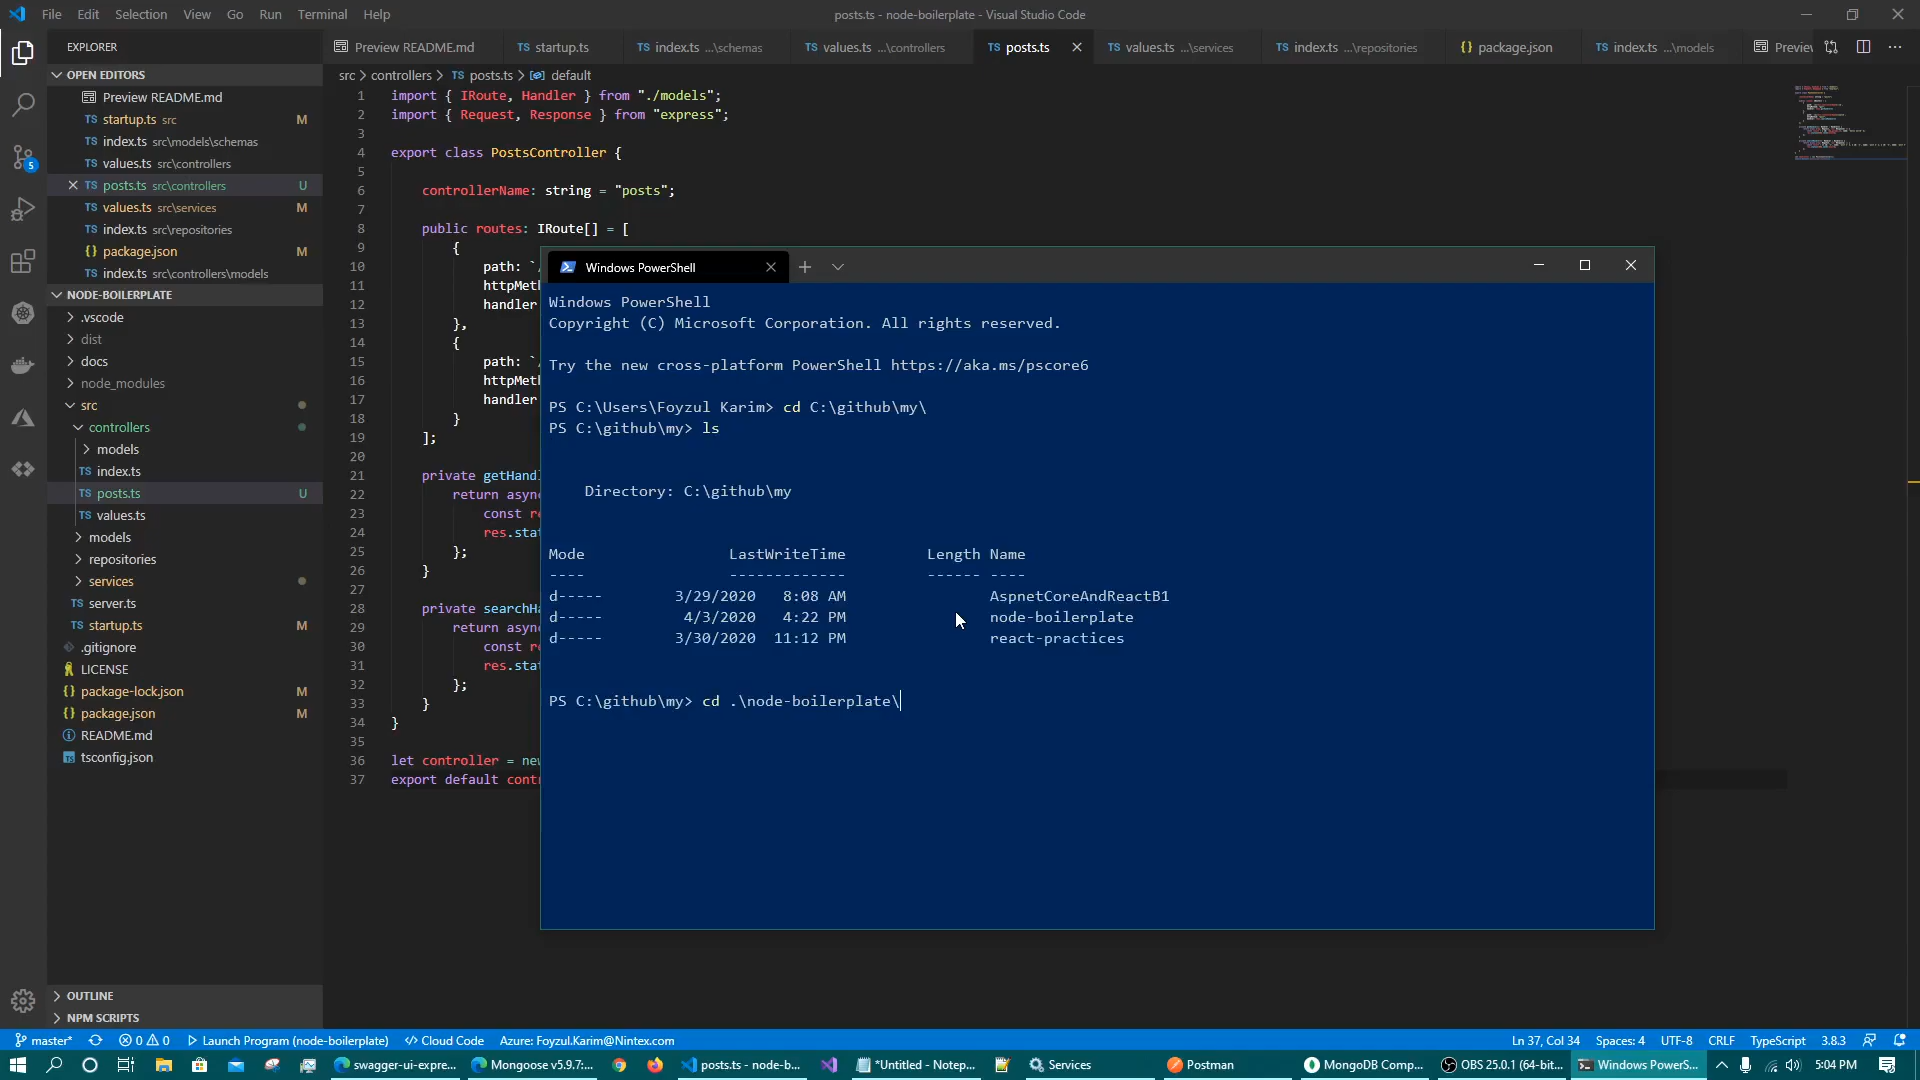 File Edit Selection View Go Run Terminal Help
posts.ts - node-boilerplate - Visual Studio Code
EXPLORER
Preview README.md
TS startup.ts
TS index.ts ...\schemas
TS values.ts ...\controllers
TS posts.ts
TS values.ts ...\services
TS index.ts ...\repositories
{} package.json
TS index.ts ...\models
Preview
OPEN EDITORS
Preview README.md
TS startup.ts src M
TS index.ts src\models\schemas
TS values.ts src\controllers
TS posts.ts src\controllers U
TS values.ts src\services M
TS index.ts src\repositories
{} package.json M
TS index.ts src\controllers\models
5
NODE-BOILERPLATE
.vscode
dist
docs
node_modules
src
controllers
models
TS index.ts
TS posts.ts U
TS values.ts
models
repositories
services
TS server.ts
TS startup.ts M
.gitignore
LICENSE
{} package-lock.json M
{} package.json M
README.md
tsconfig.json
OUTLINE
NPM SCRIPTS
src > controllers > TS posts.ts > default
1 import { IRoute, Handler } from "./models";
2 import { Request, Response } from "express";
3
4 export class PostsController {
5
6 controllerName: string = "posts";
7
8 public routes: IRoute[] = [
9 {
10 path: `
11 httpMet
12 handler
13 },
14 {
15 path: `
16 httpMet
17 handler
18 }
19 ];
20
21 private getHandl
22 return async
23 const re
24 res.stat
25 };
26 }
27
28 private searchHa
29 return async
30 const re
31 res.stat
32 };
33 }
34 }
35
36 let controller = new
37 export default contr
Windows PowerShell
Windows PowerShell
Copyright (C) Microsoft Corporation. All rights reserved.
Try the new cross-platform PowerShell https://aka.ms/pscore6
PS C:\Users\Foyzul Karim> cd C:\github\my\
PS C:\github\my> ls
Directory: C:\github\my
Mode LastWriteTime Length Name
---- ------------- ------ ----
d----- 3/29/2020 8:08 AM AspnetCoreAndReactB1
d----- 4/3/2020 4:22 PM node-boilerplate
d----- 3/30/2020 11:12 PM react-practices
PS C:\github\my> cd .\node-boilerplate\
master* 0 0 Launch Program (node-boilerplate) Cloud Code Azure: Foyzul.Karim@Nintex.com
Ln 37, Col 34 Spaces: 4 UTF-8 CRLF TypeScript 3.8.3
swagger-ui-expre...
Mongoose v5.9.7:...
posts.ts - node-b...
*Untitled - Notep...
Services
Postman
MongoDB Comp...
OBS 25.0.1 (64-bit...
Windows PowerS...
5:04 PM